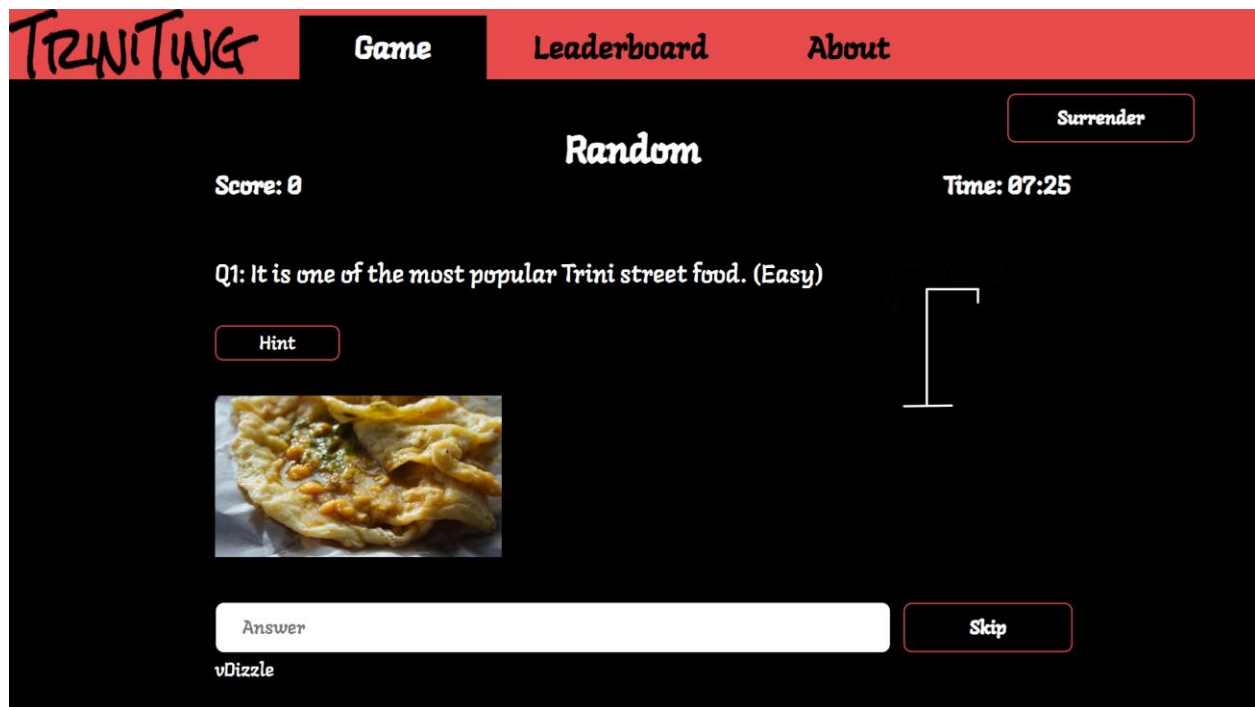 TRINITING Game Leaderboard About
Surrender
Random
Score: 0 Time: 07:25
Q1: It is one of the most popular Trini street food. (Easy)
Hint
Answer Skip
vDizzle